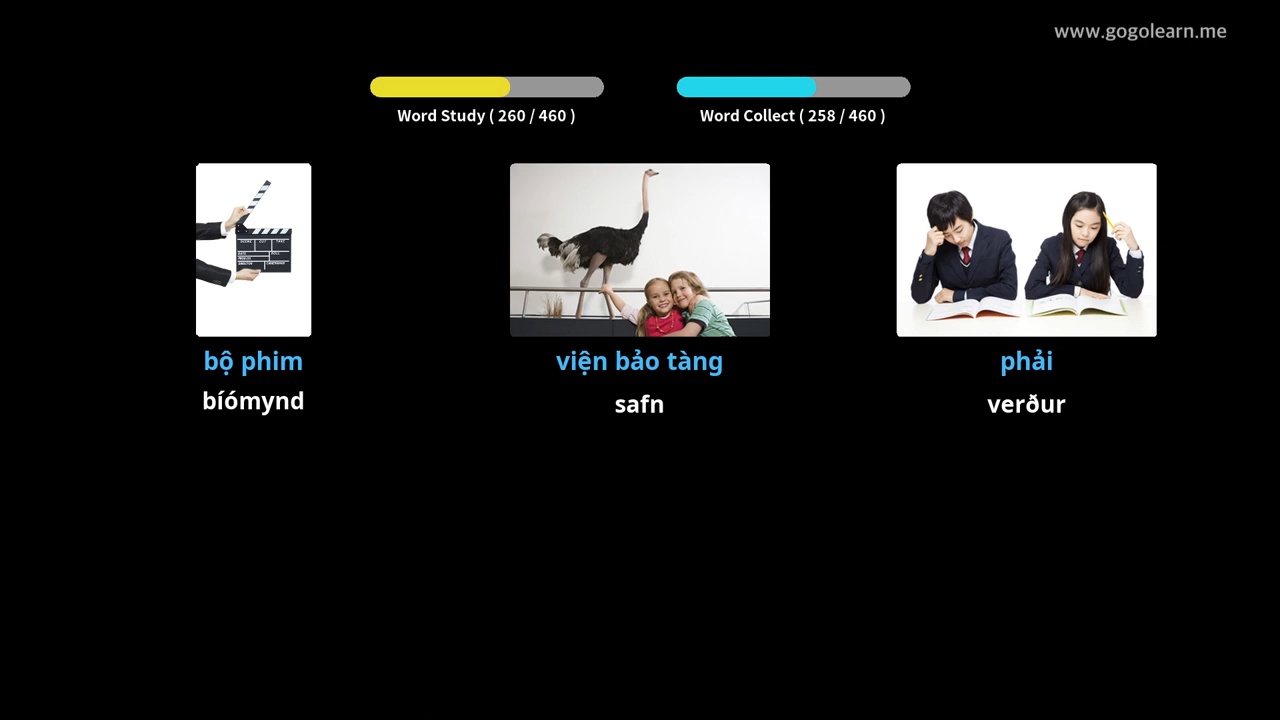 www.gogolearn.me
Word Study ( 260 / 460 )
Word Collect ( 258 / 460 )
bộ phim
viện bảo tàng
phải
bíómynd
safn
verður